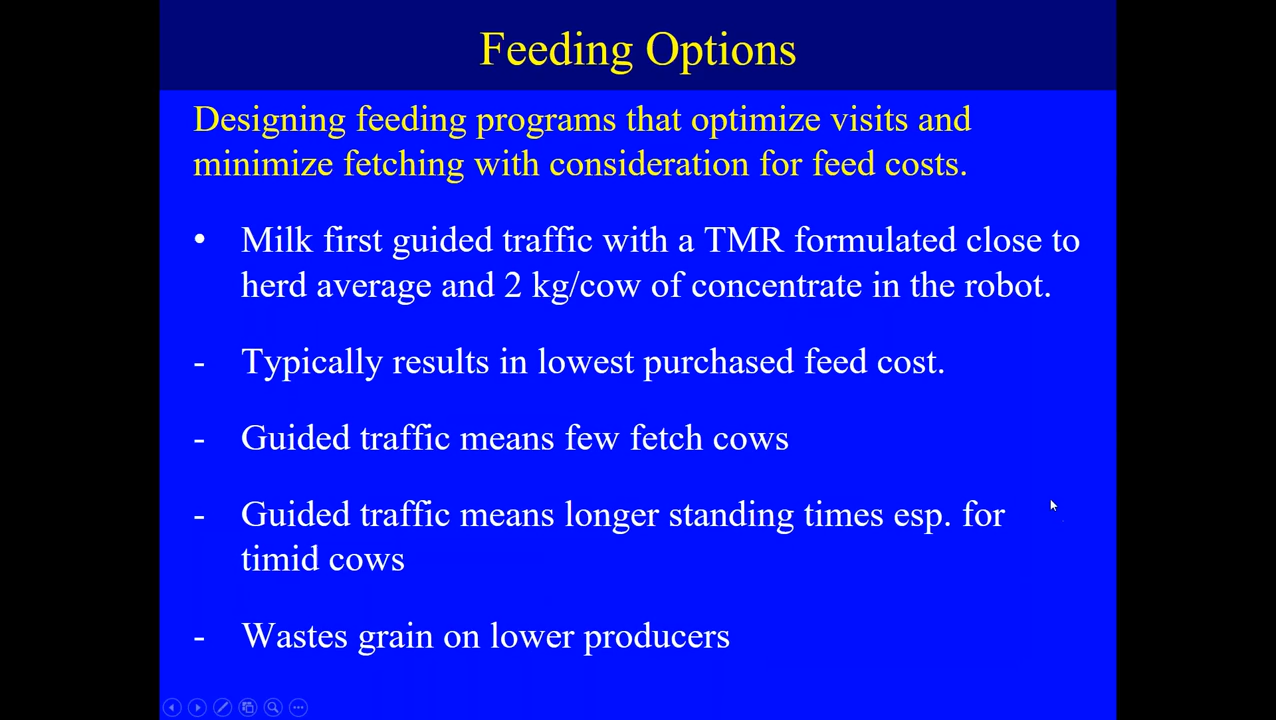 Feeding Options
Designing feeding programs that optimize visits and
minimize fetching with consideration for feed costs.
• Milk first guided traffic with a TMR formulated close to
herd average and 2 kg/cow of concentrate in the robot.
- Typically results in lowest purchased feed cost.
- Guided traffic means few fetch cows
- Guided traffic means longer standing times esp. for
timid cows
- Wastes grain on lower producers